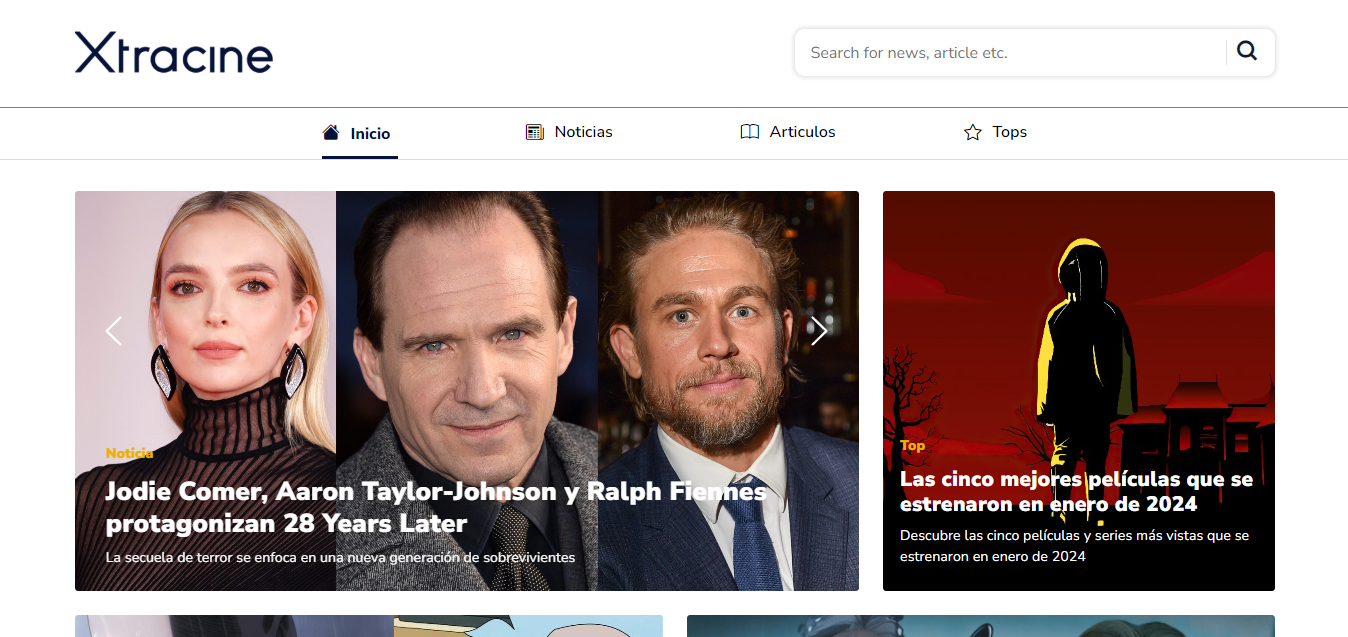 Xtracine
Search for news, article etc.
Inicio
Noticias
Articulos
Tops
Noticia
Jodie Comer, Aaron Taylor-Johnson y Ralph Fiennes
protagonizan 28 Years Later
La secuela de terror se enfoca en una nueva generación de sobrevivientes
Top
Las cinco mejores películas que se
estrenaron en enero de 2024
Descubre las cinco películas y series más vistas que se
estrenaron en enero de 2024